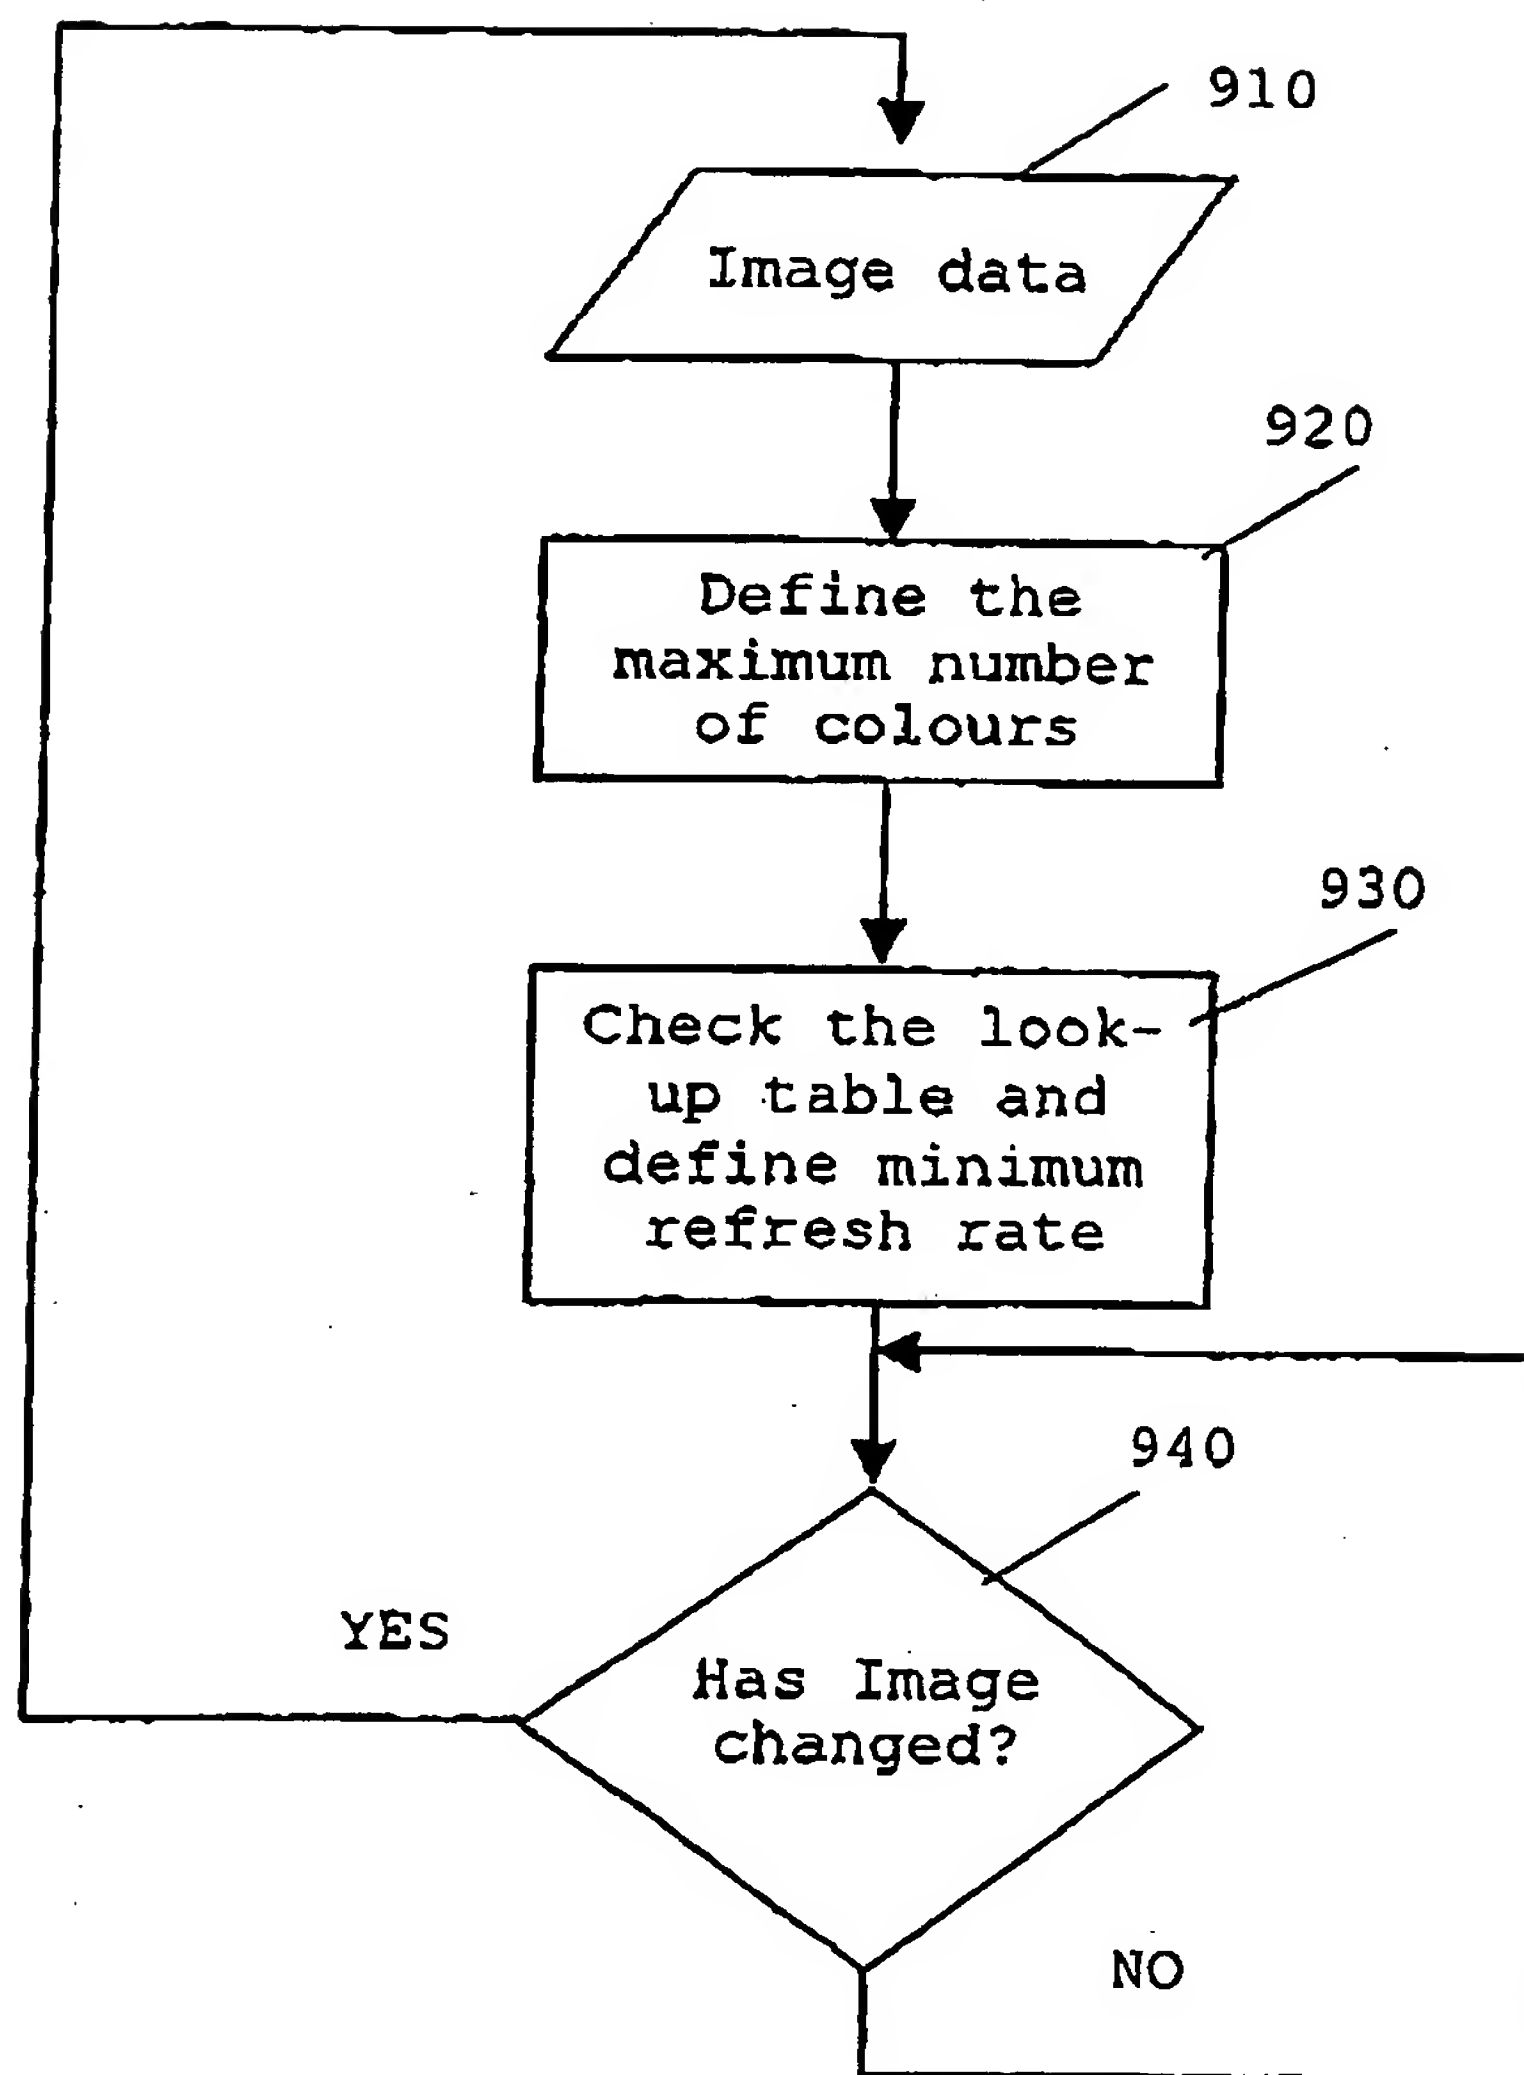 910
Image data
920
Define the
maximum number
of colours
930
Check the look-
up table and
define minimum
refresh rate
940
YES
Has Image
changed?
NO